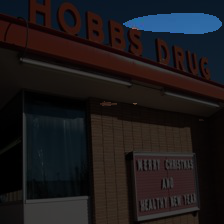 HOBBS DRUG
MERRY CHRISTMAS
AND
HEALTHY NEW YEAR